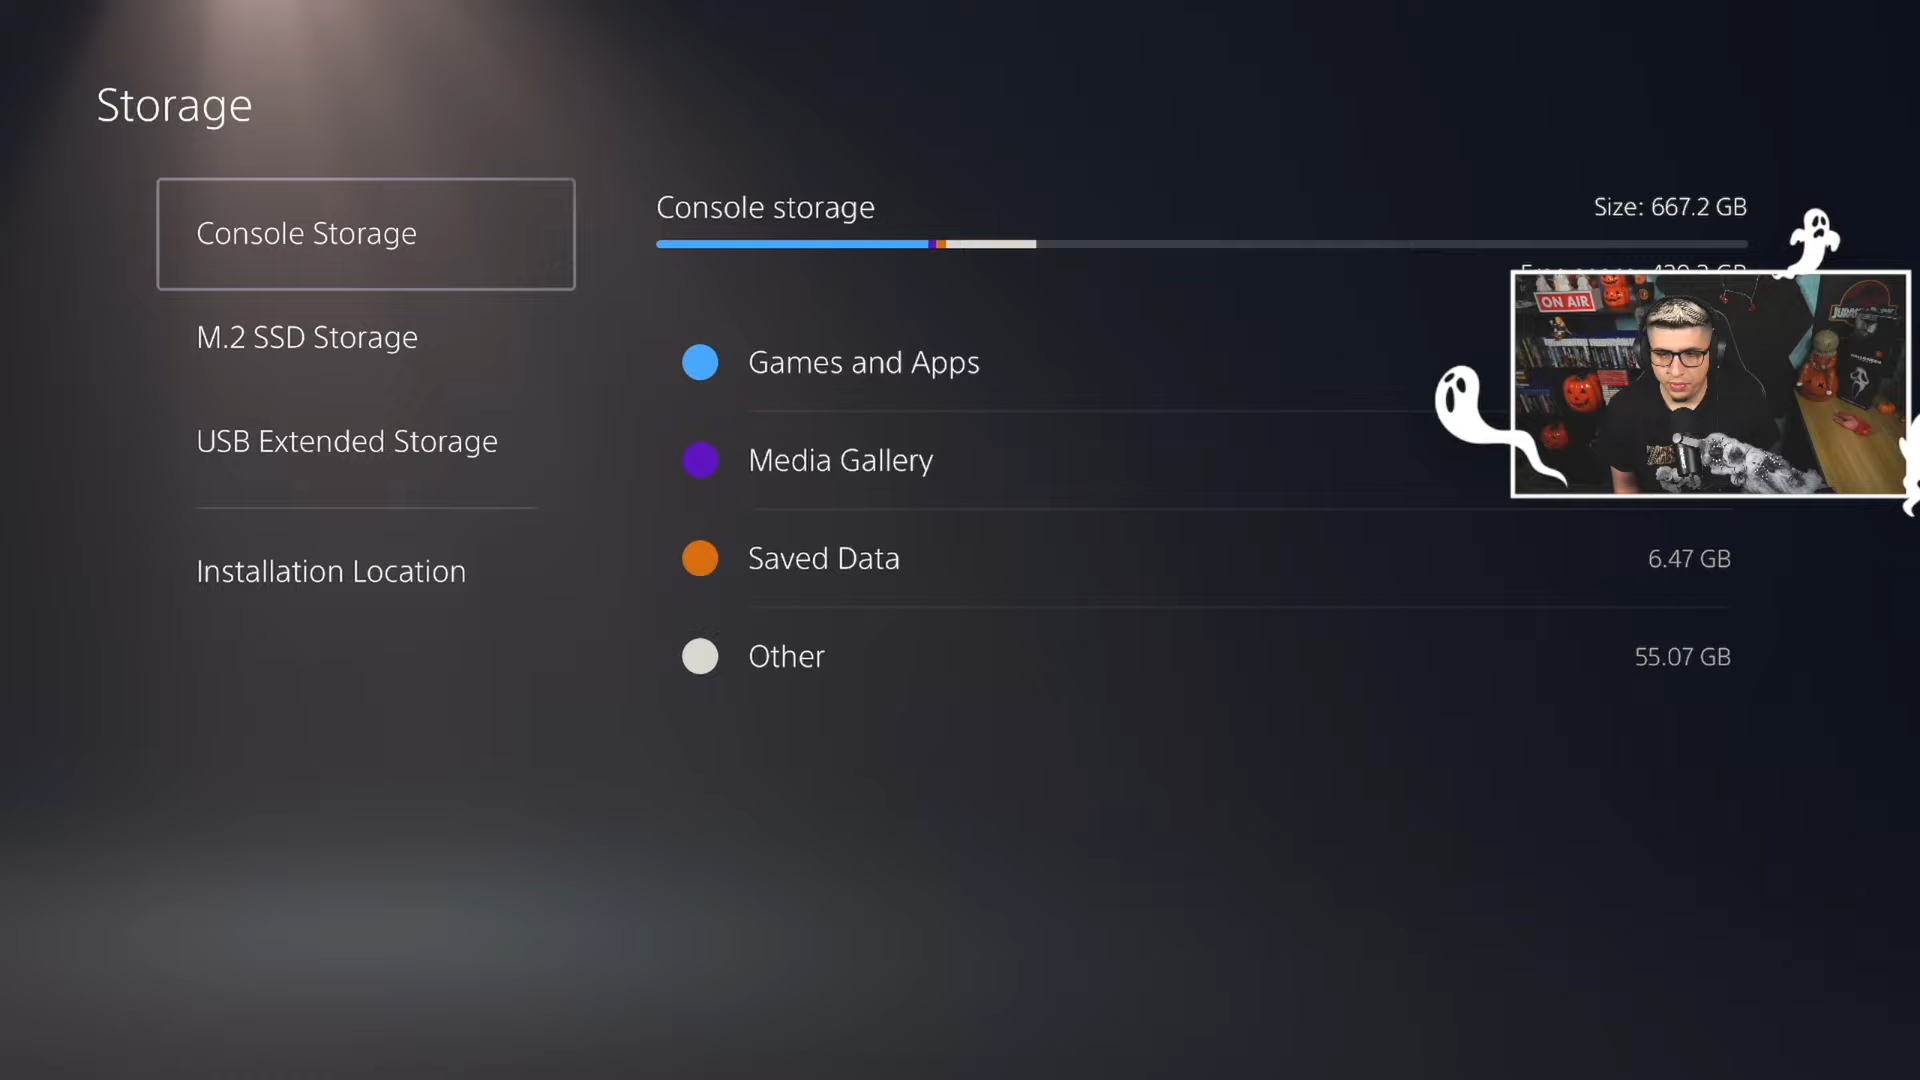 Storage
Console Storage
M.2 SSD Storage
USB Extended Storage
Installation Location
Console storage
Size: 667.2 GB
Games and Apps
Media Gallery
Saved Data
6.47 GB
Other
55.07 GB
ON AIR